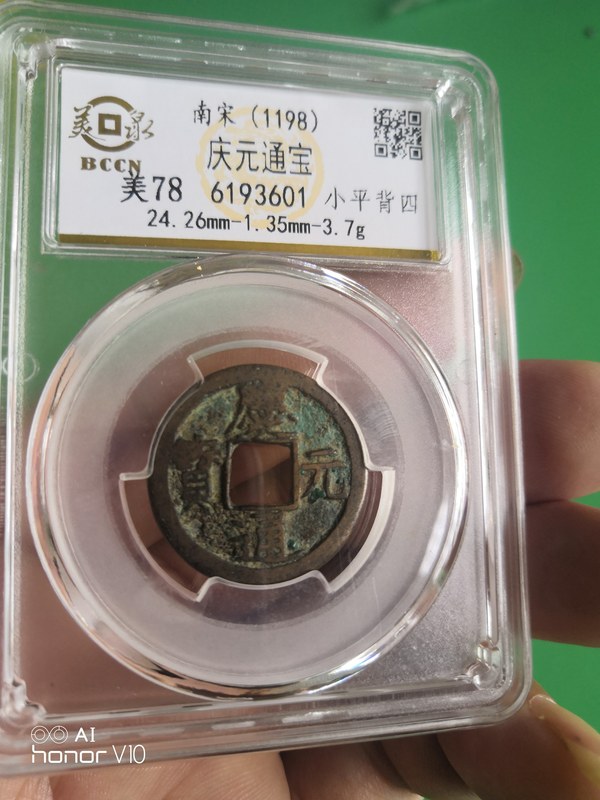 美泉
BCCN
南宋（1198）
庆元通宝
美78 6193601 小平背四
24.26mm-1.35mm-3.7g
慶
元
通
寶
AI
honor V10